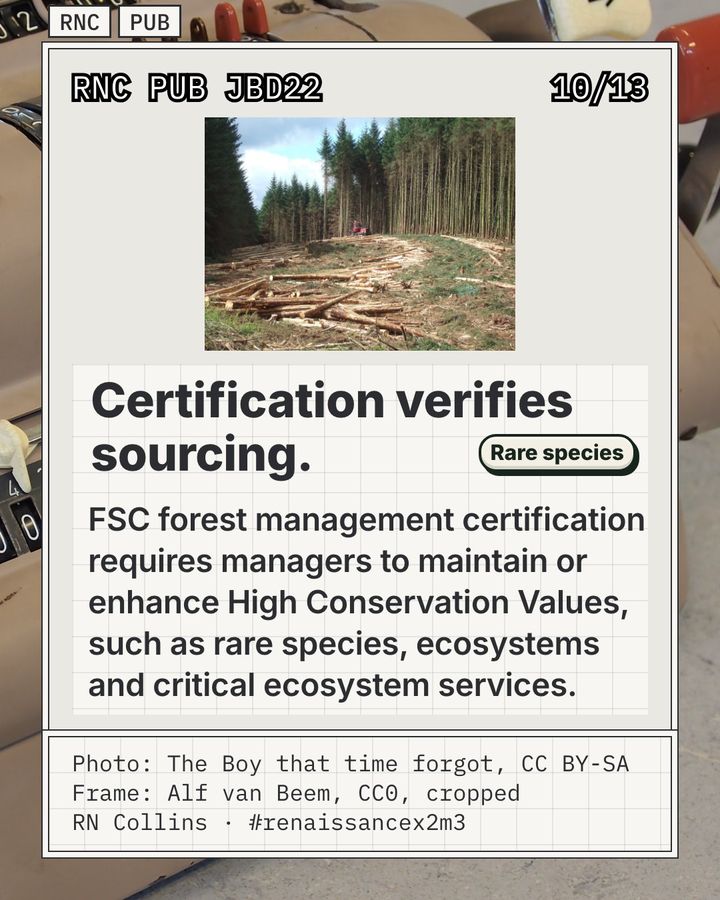 RNC PUB
RNC PUB JBD22 10/13
Certification verifies
sourcing.
Rare species
FSC forest management certification
requires managers to maintain or
enhance High Conservation Values,
such as rare species, ecosystems
and critical ecosystem services.
Photo: The Boy that time forgot, CC BY-SA
Frame: Alf van Beem, CC0, cropped
RN Collins · #renaissancex2m3